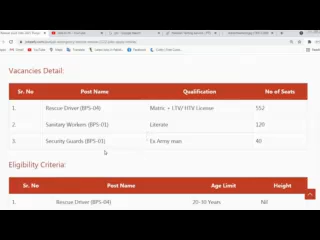 Vacancies Detail:
Sr. No Post Name Qualification No of Seats
1. Rescue Driver (BPS-04) Matric + LTV/ HTV License 552
2. Sanitary Workers (BPS-01) Literate 129
3. Security Guards (BPS-01) Ex Army man 40
Eligibility Criteria:
Sr. No Post Name Age Limit Height
1. Rescue Driver (BPS-04) 20-30 Years Nil